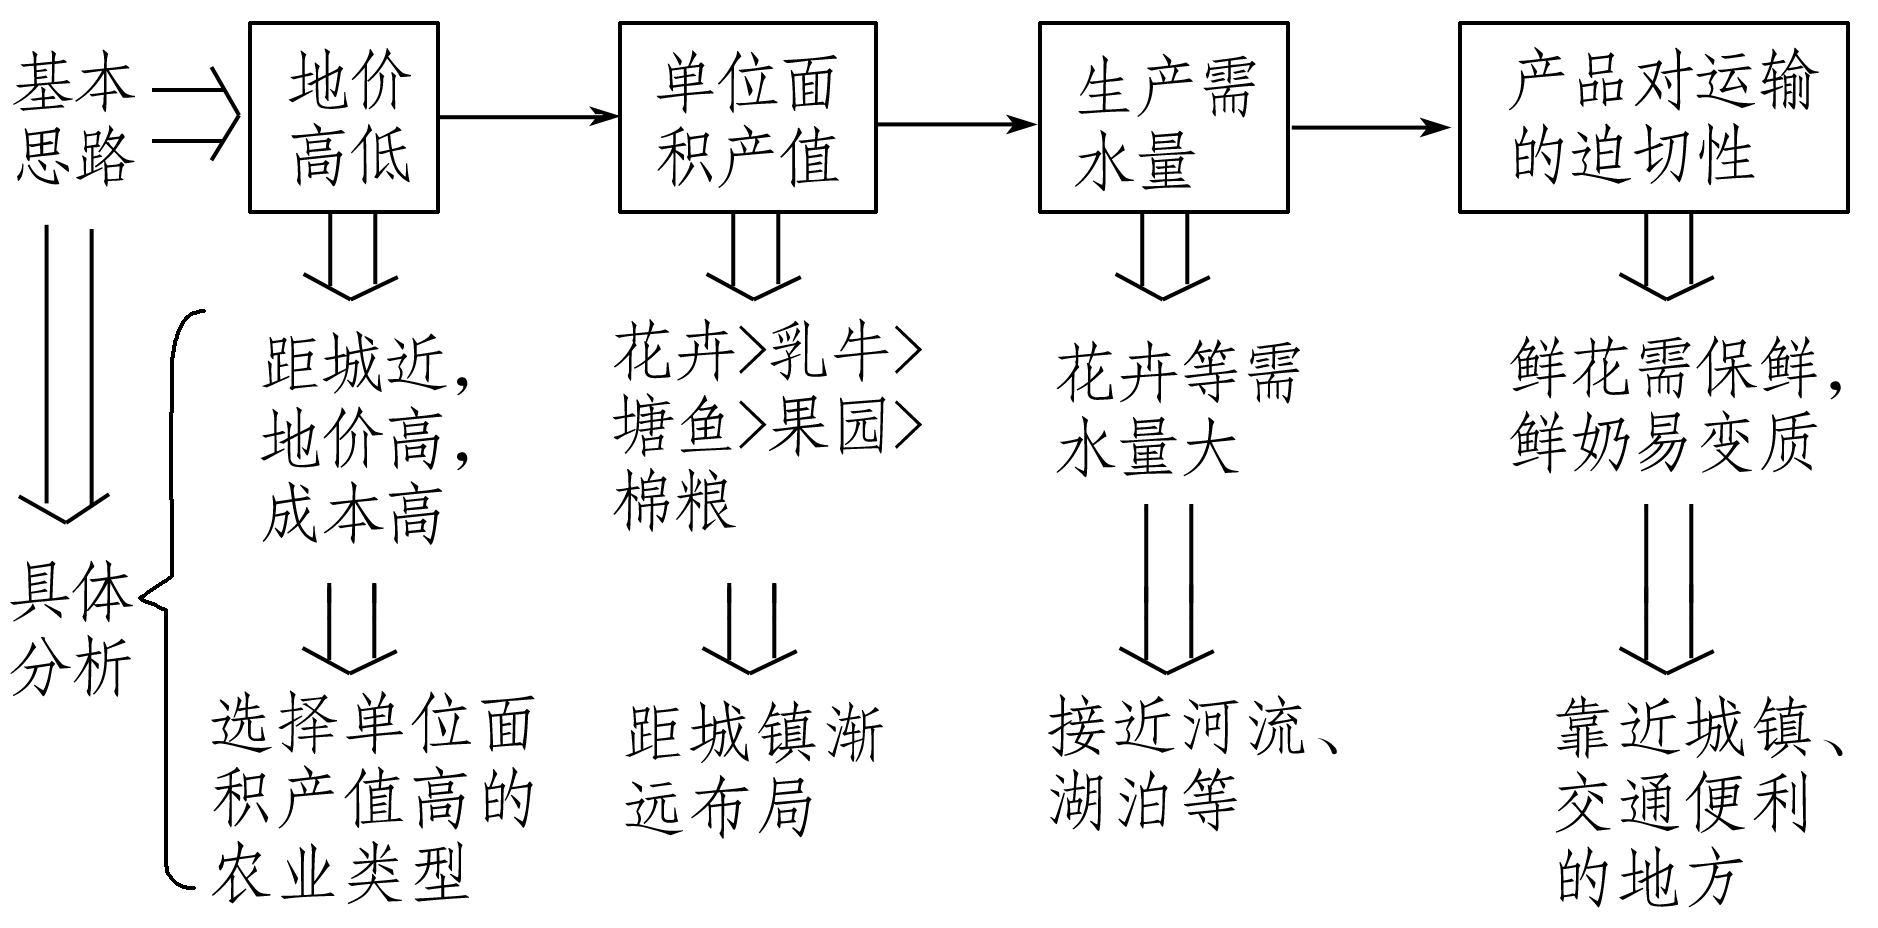 基本
思路
地价
高低
单位面
积产值
生产需
水量
产品对运输
的迫切性
具体
分析
距城近，
地价高，
成本高
花卉>乳牛>
塘鱼>果园>
棉粮
花卉等需
水量大
鲜花需保鲜，
鲜奶易变质
选择单位面
积产值高的
农业类型
距城镇渐
远布局
接近河流、
湖泊等
靠近城镇、
交通便利
的地方